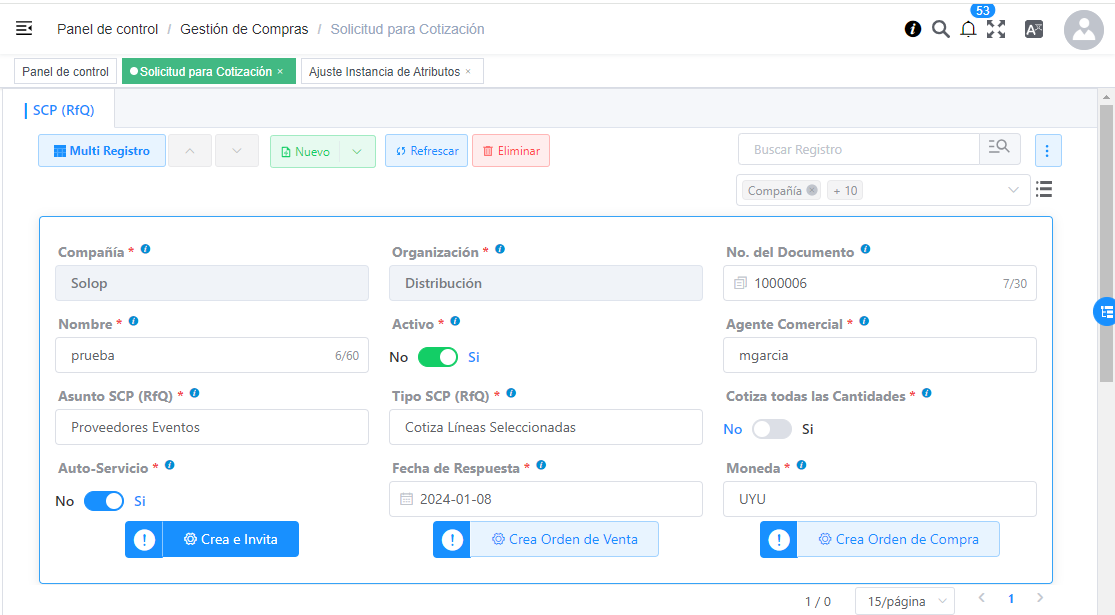 53
Panel de control / Gestión de Compras / Solicitud para Cotización
Panel de control Solicitud para Cotización × Ajuste Instancia de Atributos ×
SCP (RfQ)
Multi Registro Nuevo Refrescar Eliminar Buscar Registro
Compañía + 10
Compañía * Organización * No. del Documento
Solop Distribución 1000006 7/30
Nombre * Activo * Agente Comercial *
prueba 6/60 No Si mgarcia
Asunto SCP (RfQ) * Tipo SCP (RfQ) * Cotiza todas las Cantidades *
Proveedores Eventos Cotiza Líneas Seleccionadas No Si
Auto-Servicio * Fecha de Respuesta * Moneda *
No Si 2024-01-08 UYU
! Crea e Invita ! Crea Orden de Venta ! Crea Orden de Compra
1 / 0 15/página 1